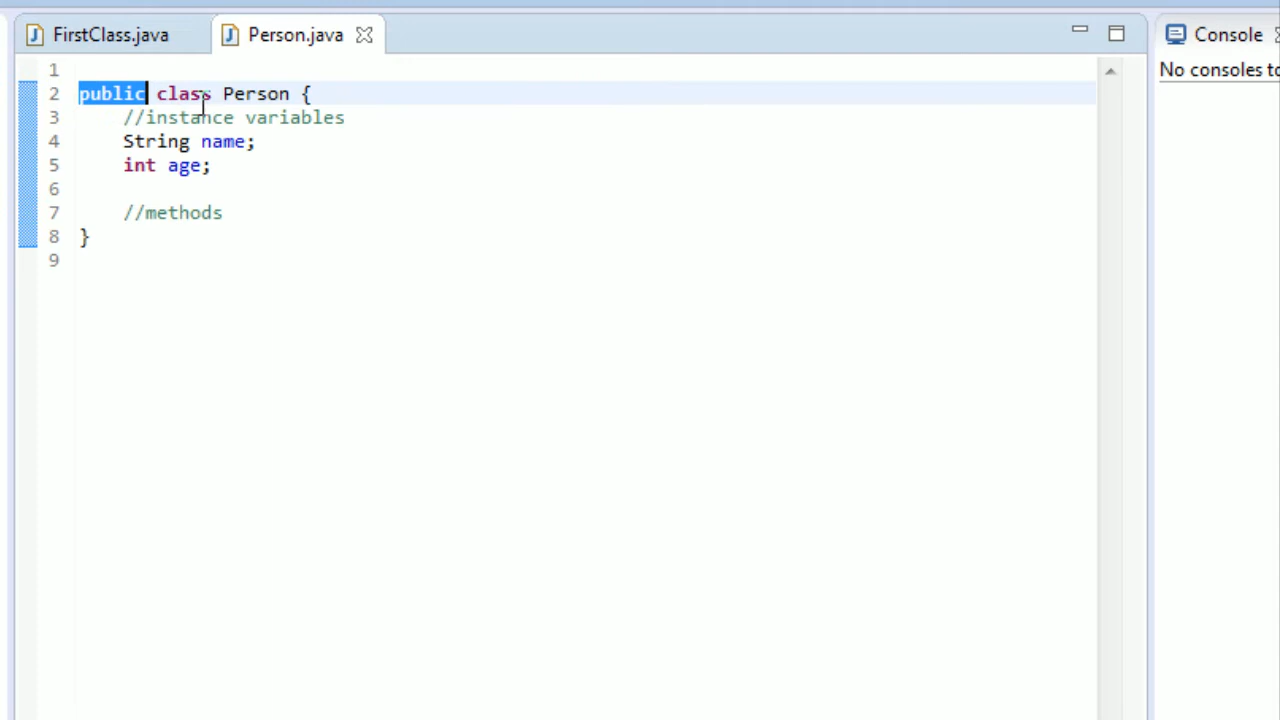 FirstClass.java
Person.java
Console
No consoles to
1
2 public class Person {
3 //instance variables
4 String name;
5 int age;
6
7 //methods
8 }
9